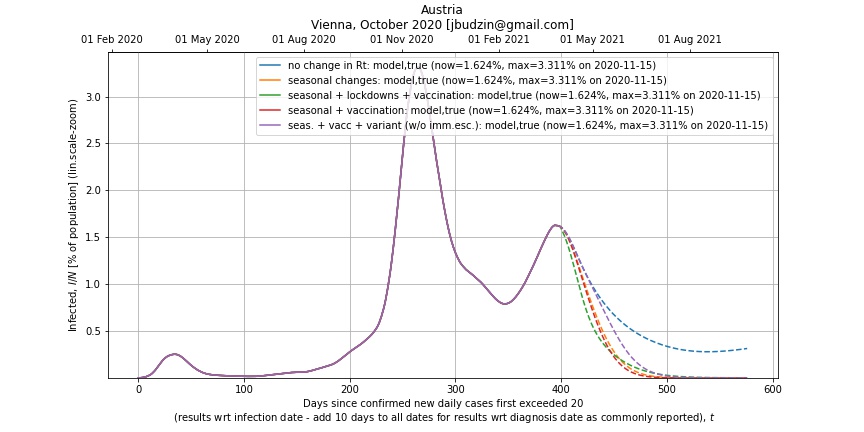 Austria
Vienna, October 2020 [jbudzin@gmail.com]
01 Feb 2020 01 May 2020 01 Aug 2020 01 Nov 2020 01 Feb 2021 01 May 2021 01 Aug 2021
no change in Rt: model,true (now=1.624%, max=3.311% on 2020-11-15)
seasonal changes: model,true (now=1.624%, max=3.311% on 2020-11-15)
seasonal + lockdowns + vaccination: model,true (now=1.624%, max=3.311% on 2020-11-15)
seasonal + vaccination: model,true (now=1.624%, max=3.311% on 2020-11-15)
seas. + vacc + variant (w/o imm.esc.): model,true (now=1.624%, max=3.311% on 2020-11-15)
Infected, I/N [% of population] (lin.scale-zoom)
3.0
2.5
2.0
1.5
1.0
0.5
0 100 200 300 400 500 600
Days since confirmed new daily cases first exceeded 20
(results wrt infection date - add 10 days to all dates for results wrt diagnosis date as commonly reported), t